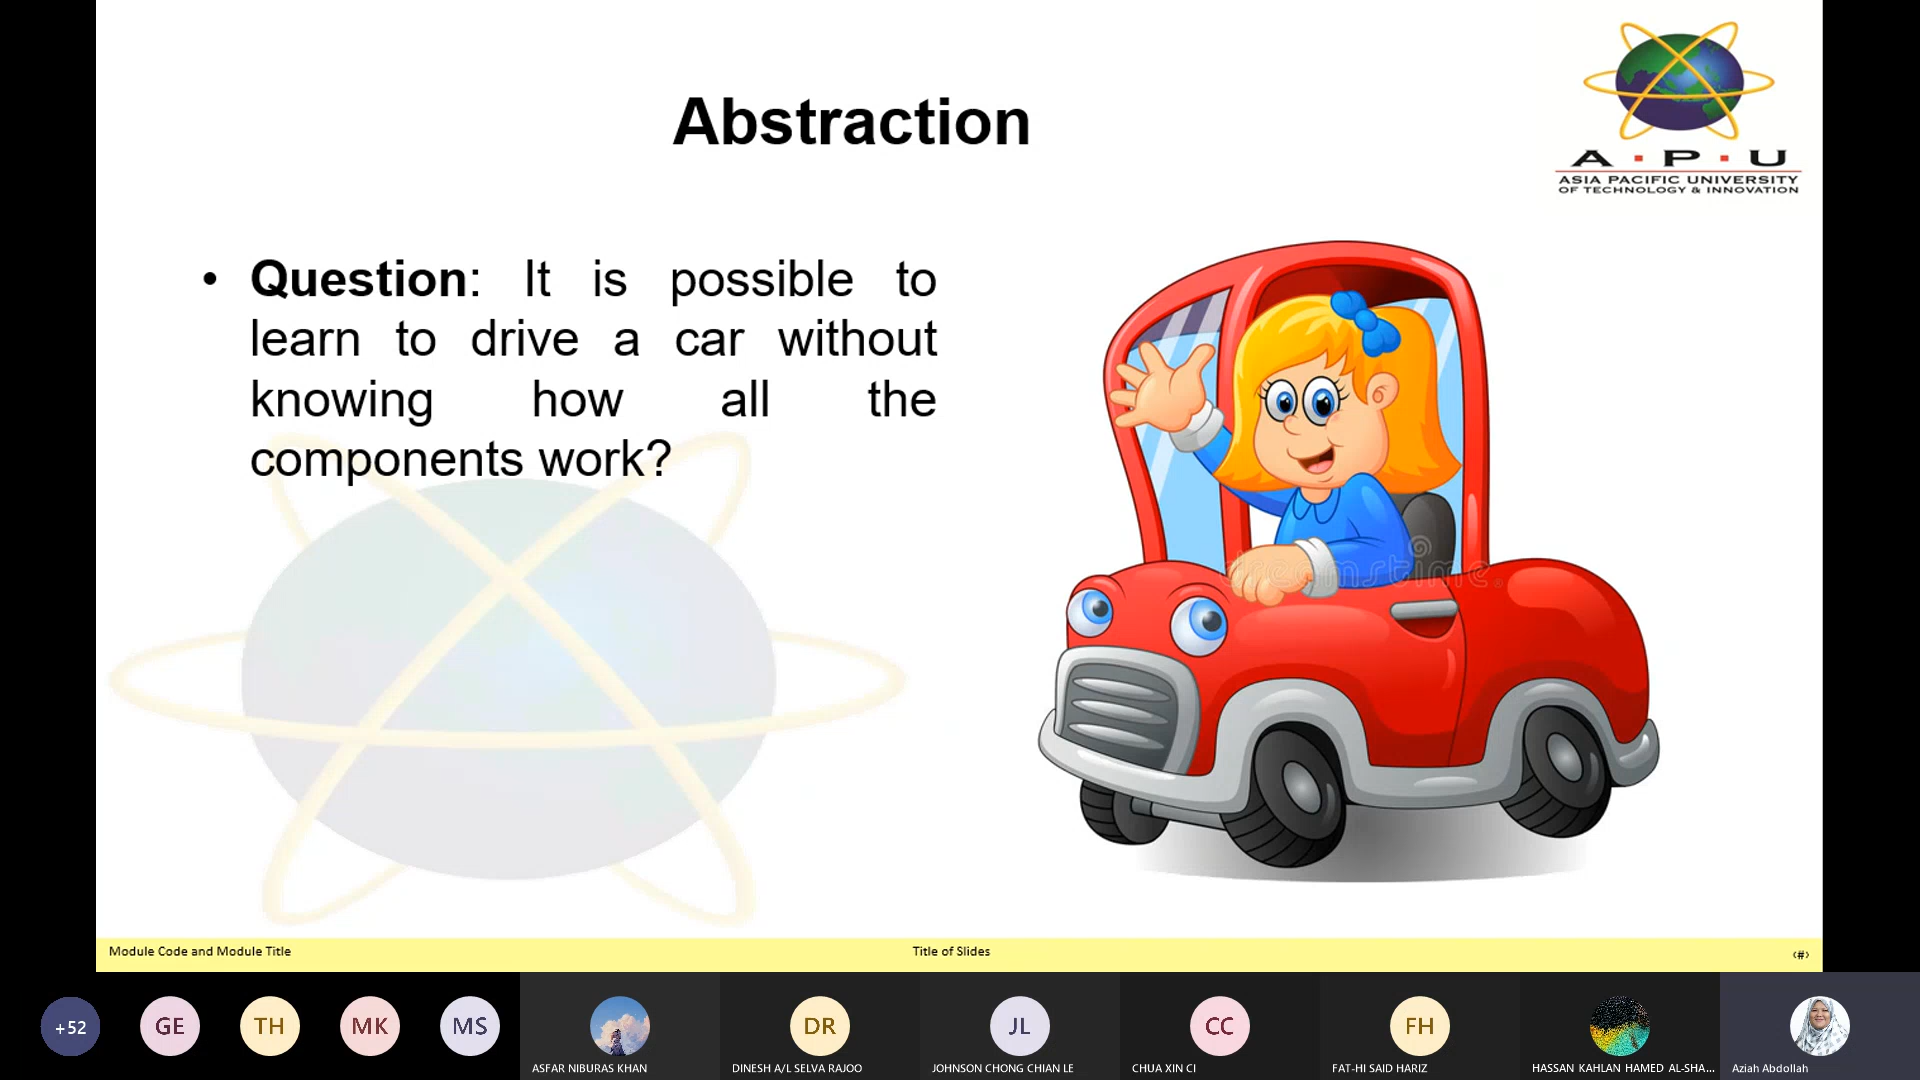 Abstraction
A · P · U
ASIA PACIFIC UNIVERSITY
OF TECHNOLOGY & INNOVATION
• Question: It is possible to
learn to drive a car without
knowing how all the
components work?
dreamstime.
Module Code and Module Title
Title of Slides
‹#›
+52
GE
TH
MK
MS
DR
JL
CC
FH
ASFAR NIBURAS KHAN
DINESH A/L SELVA RAJOO
JOHNSON CHONG CHIAN LE
CHUA XIN CI
FAT-HI SAID HARIZ
HASSAN KAHLAN HAMED AL-SHA...
Aziah Abdollah